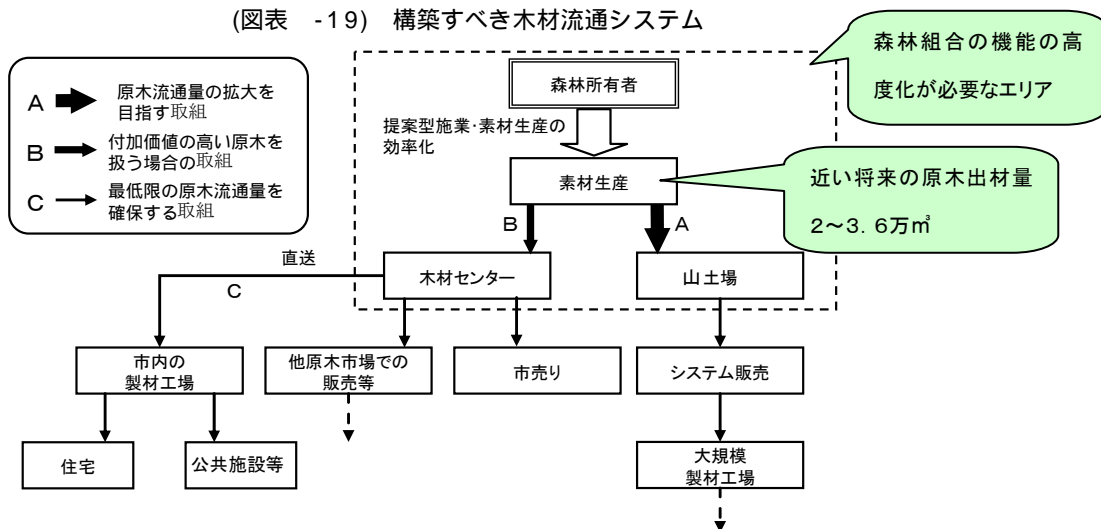 (図表 -19) 構築すべき木材流通システム
A 原木流通量の拡大を
目指す取組
B 付加価値の高い原木を
扱う場合の取組
C 最低限の原木流通量を
確保する取組
森林組合の機能の高
度化が必要なエリア
森林所有者
提案型施業・素材生産の
効率化
素材生産
近い将来の原木出材量
2~3.6万㎥
B
A
直送
C
木材センター
山土場
市内の
製材工場
他原木市場での
販売等
市売り
システム販売
住宅
公共施設等
大規模
製材工場